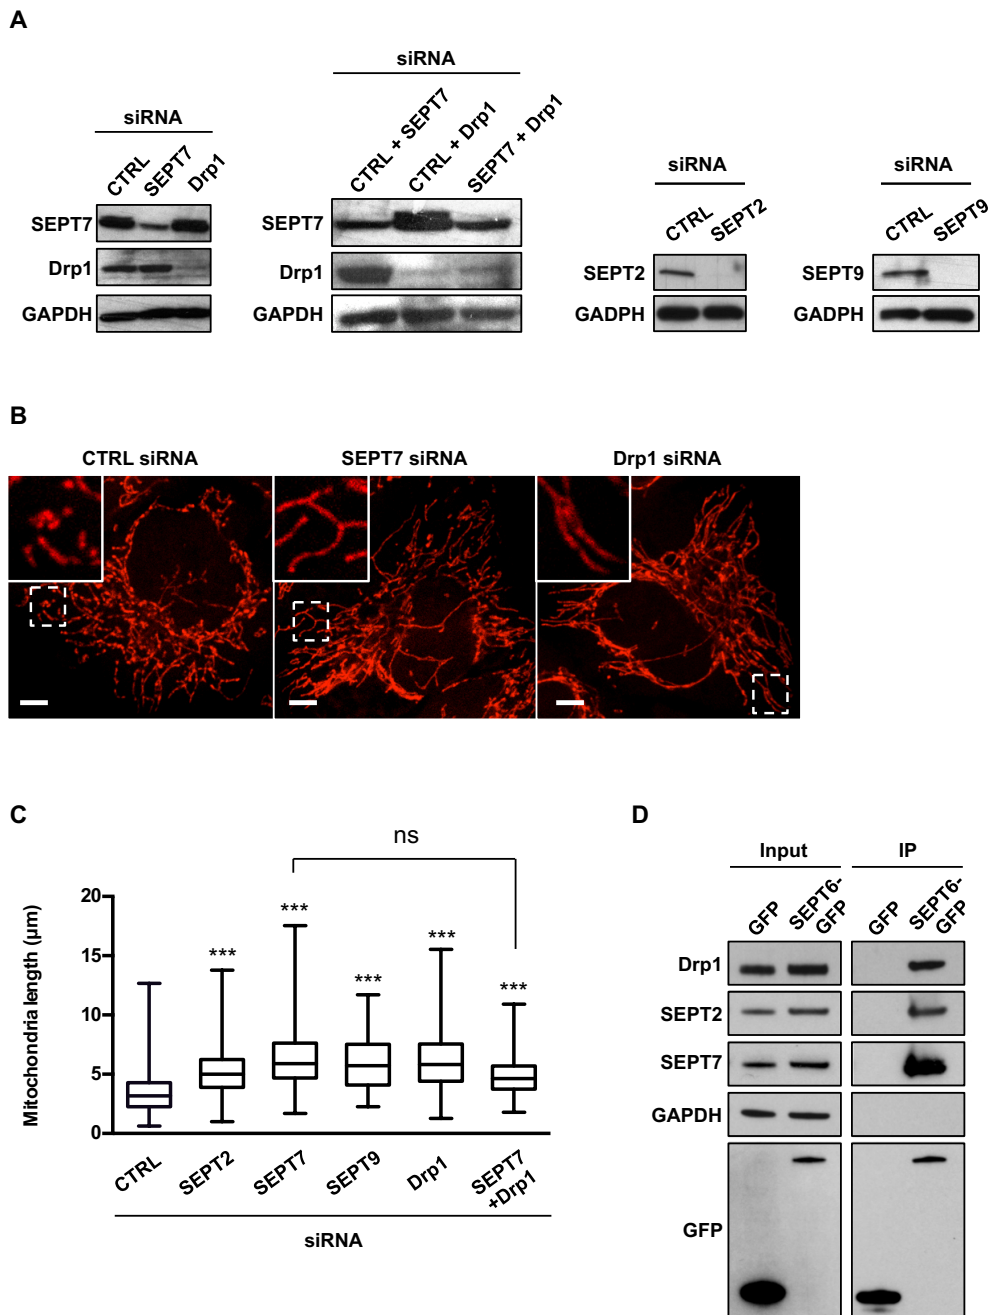 A
siRNA
CTRL
SEPT7
Drp1
SEPT7
Drp1
GAPDH
siRNA
CTRL + SEPT7
CTRL + Drp1
SEPT7 + Drp1
SEPT7
Drp1
GAPDH
siRNA
CTRL
SEPT2
SEPT2
GADPH
siRNA
CTRL
SEPT9
SEPT9
GADPH
B
CTRL siRNA
SEPT7 siRNA
Drp1 siRNA
C
ns
Mitochondria length (µm)
20
15
10
5
0
***
***
***
***
***
CTRL
SEPT2
SEPT7
SEPT9
Drp1
SEPT7
+Drp1
siRNA
D
Input
IP
GFP
SEPT6-
GFP
GFP
SEPT6-
GFP
Drp1
SEPT2
SEPT7
GAPDH
GFP